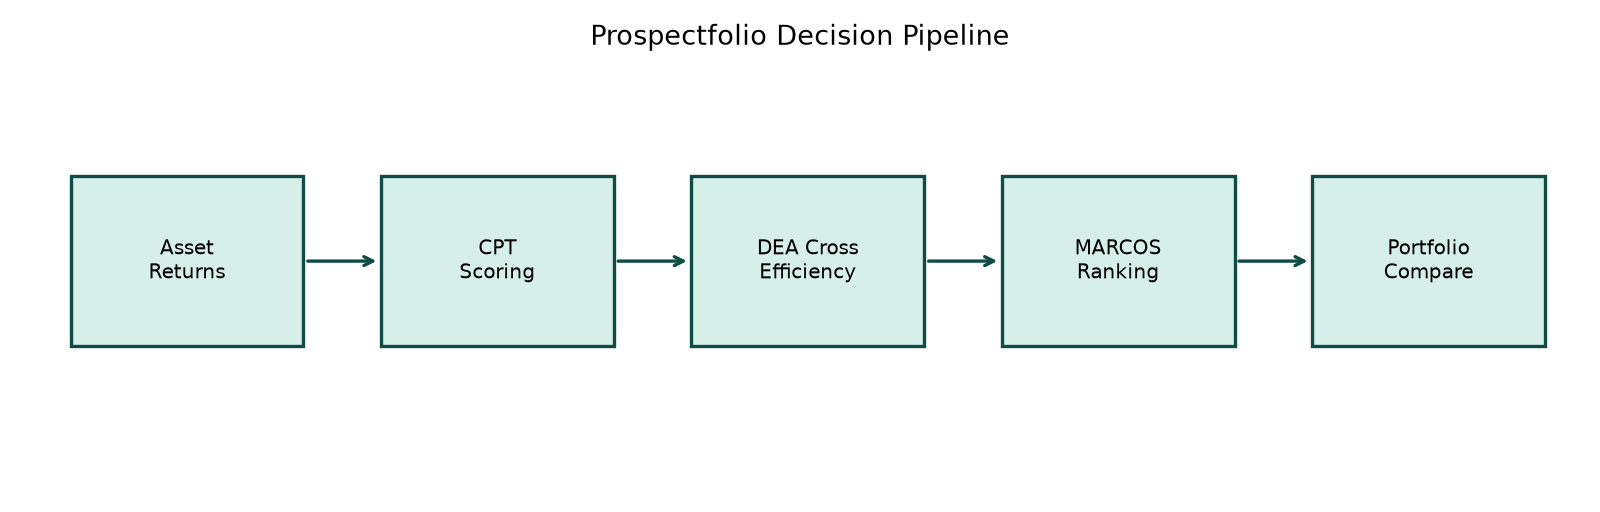 Prospectfolio Decision Pipeline
Asset
Returns
CPT
Scoring
DEA Cross
Efficiency
MARCOS
Ranking
Portfolio
Compare